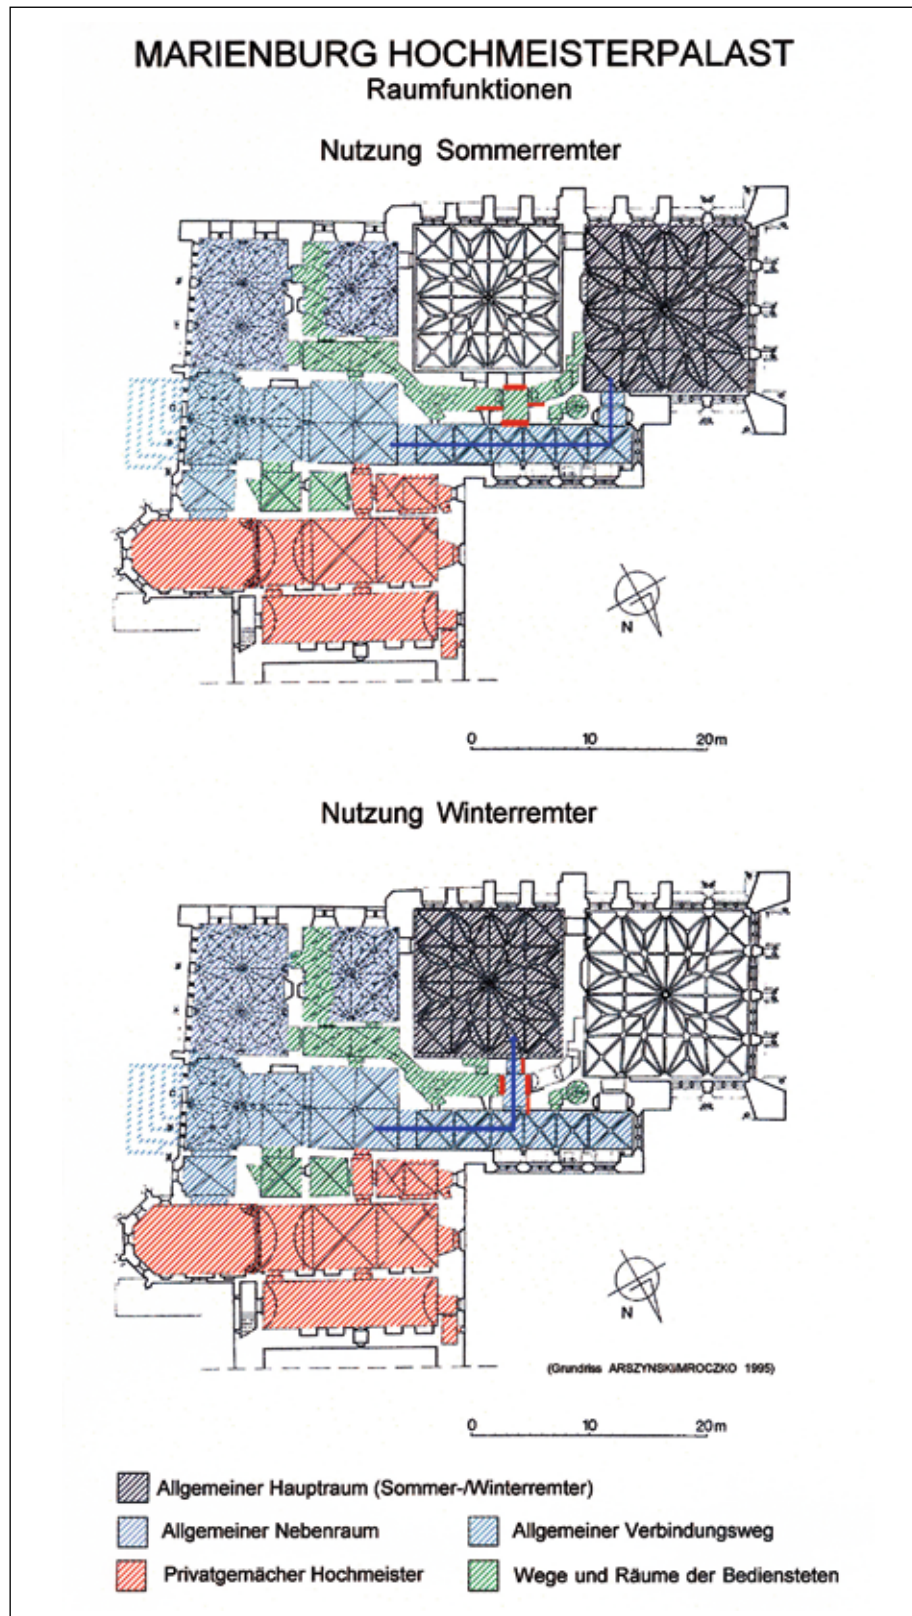 MARIENBURG HOCHMEISTERPALAST
Raumfunktionen
Nutzung Sommerremter
N
0 10 20m
Nutzung Winterremter
N
(Grundriss ARSZYNSKI/MROCZKO 1995)
0 10 20m
Allgemeiner Hauptraum (Sommer-/Winterremter)
Allgemeiner Nebenraum
Allgemeiner Verbindungsweg
Privatgemächer Hochmeister
Wege und Räume der Bediensteten